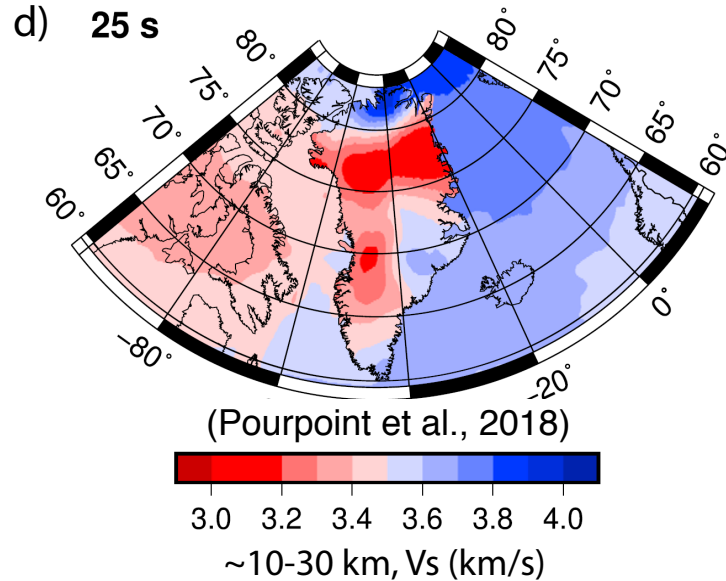 d) 25 s
80° 75° 70° 65° 60°
80° 75° 70° 65° 60°
−80° −20° 0°
(Pourpoint et al., 2018)
3.0 3.2 3.4 3.6 3.8 4.0
~10-30 km, Vs (km/s)